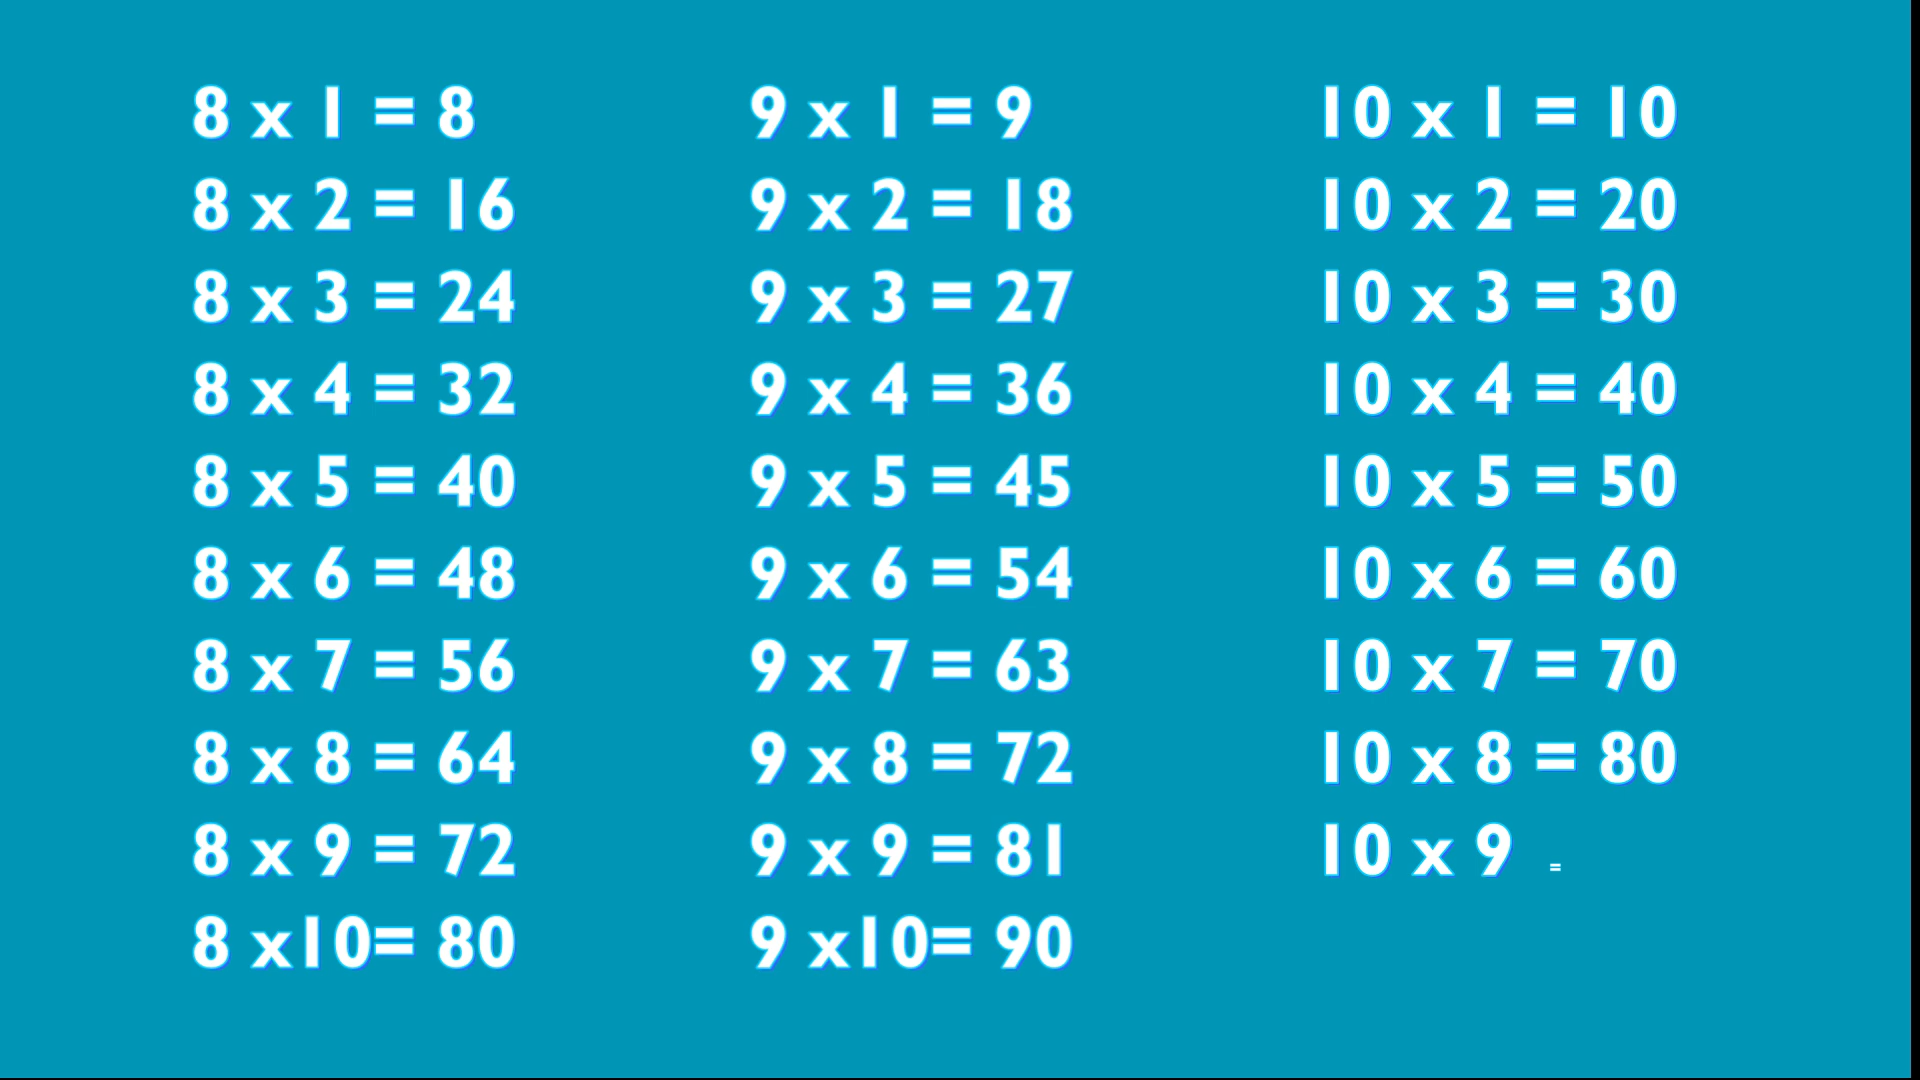 8 x 1 = 8
8 x 2 = 16
8 x 3 = 24
8 x 4 = 32
8 x 5 = 40
8 x 6 = 48
8 x 7 = 56
8 x 8 = 64
8 x 9 = 72
8 x10= 80
9 x 1 = 9
9 x 2 = 18
9 x 3 = 27
9 x 4 = 36
9 x 5 = 45
9 x 6 = 54
9 x 7 = 63
9 x 8 = 72
9 x 9 = 81
9 x10= 90
10 x 1 = 10
10 x 2 = 20
10 x 3 = 30
10 x 4 = 40
10 x 5 = 50
10 x 6 = 60
10 x 7 = 70
10 x 8 = 80
10 x 9 =